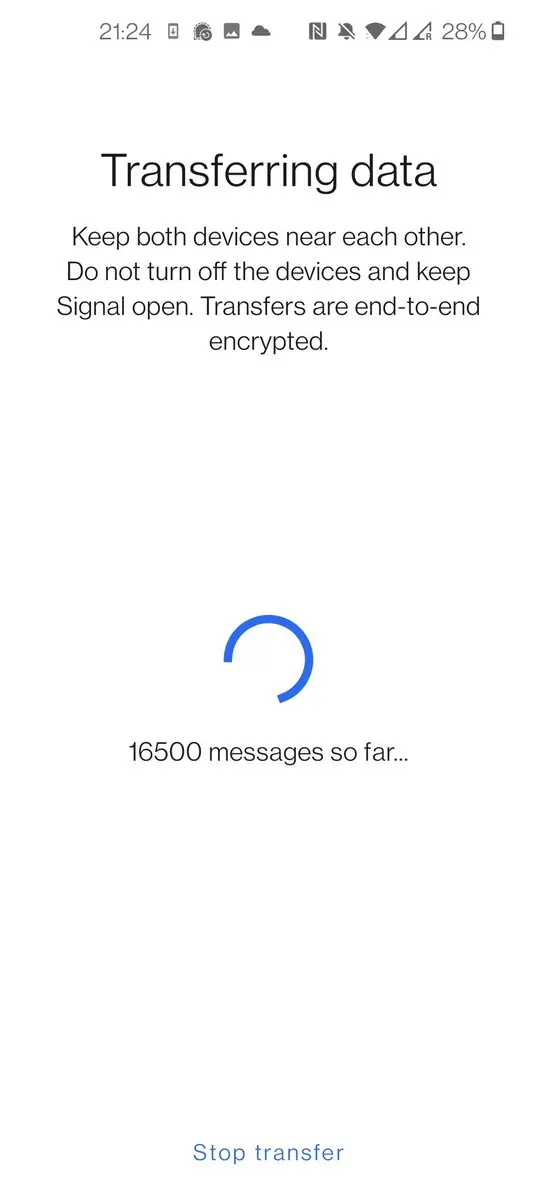 21:24 28%
Transferring data
Keep both devices near each other.
Do not turn off the devices and keep
Signal open. Transfers are end-to-end
encrypted.
16500 messages so far...
Stop transfer